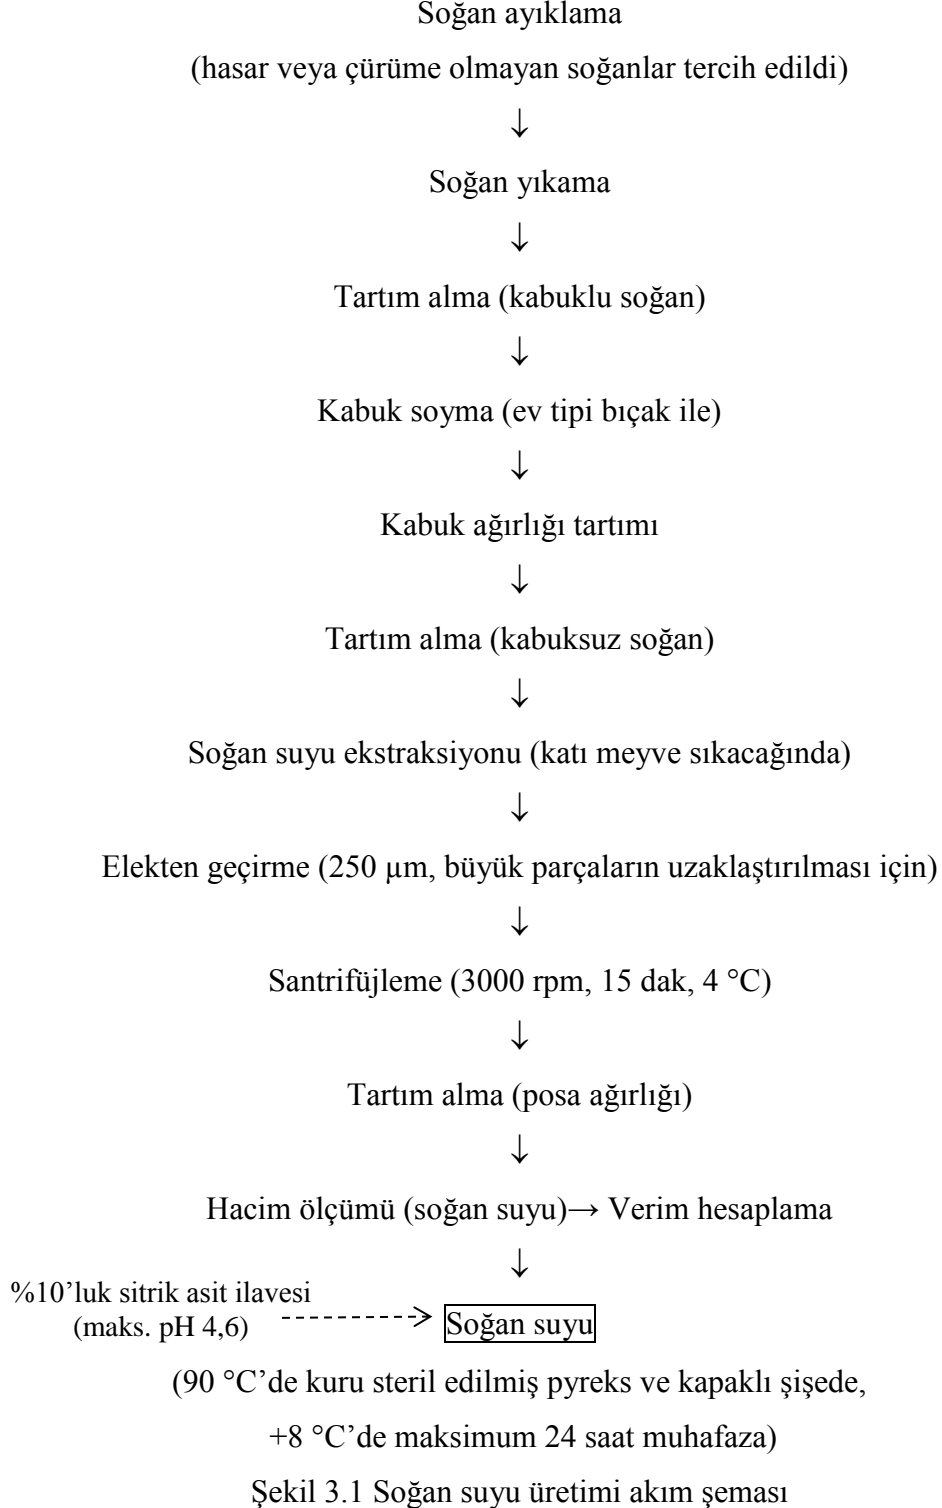 Soğan ayıklama
(hasar veya çürüme olmayan soğanlar tercih edildi)
↓
Soğan yıkama
↓
Tartım alma (kabuklu soğan)
↓
Kabuk soyma (ev tipi bıçak ile)
↓
Kabuk ağırlığı tartımı
↓
Tartım alma (kabuksuz soğan)
↓
Soğan suyu ekstraksiyonu (katı meyve sıkacağında)
↓
Elekten geçirme (250 µm, büyük parçaların uzaklaştırılması için)
↓
Santrifüjleme (3000 rpm, 15 dak, 4 °C)
↓
Tartım alma (posa ağırlığı)
↓
Hacim ölçümü (soğan suyu)→ Verim hesaplama
↓
%10’luk sitrik asit ilavesi
(maks. pH 4,6)
Soğan suyu
(90 °C’de kuru steril edilmiş pyreks ve kapaklı şişede,
+8 °C’de maksimum 24 saat muhafaza)
Şekil 3.1 Soğan suyu üretimi akım şeması